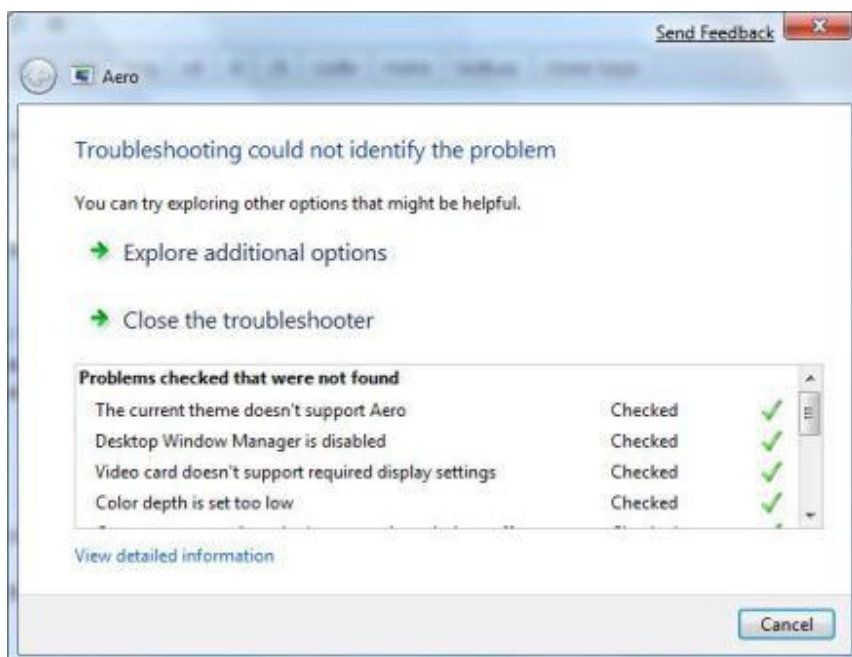 Send Feedback
Aero
Troubleshooting could not identify the problem
You can try exploring other options that might be helpful.
Explore additional options
Close the troubleshooter
Problems checked that were not found
The current theme doesn't support Aero Checked
Desktop Window Manager is disabled Checked
Video card doesn't support required display settings Checked
Color depth is set too low Checked
View detailed information
Cancel